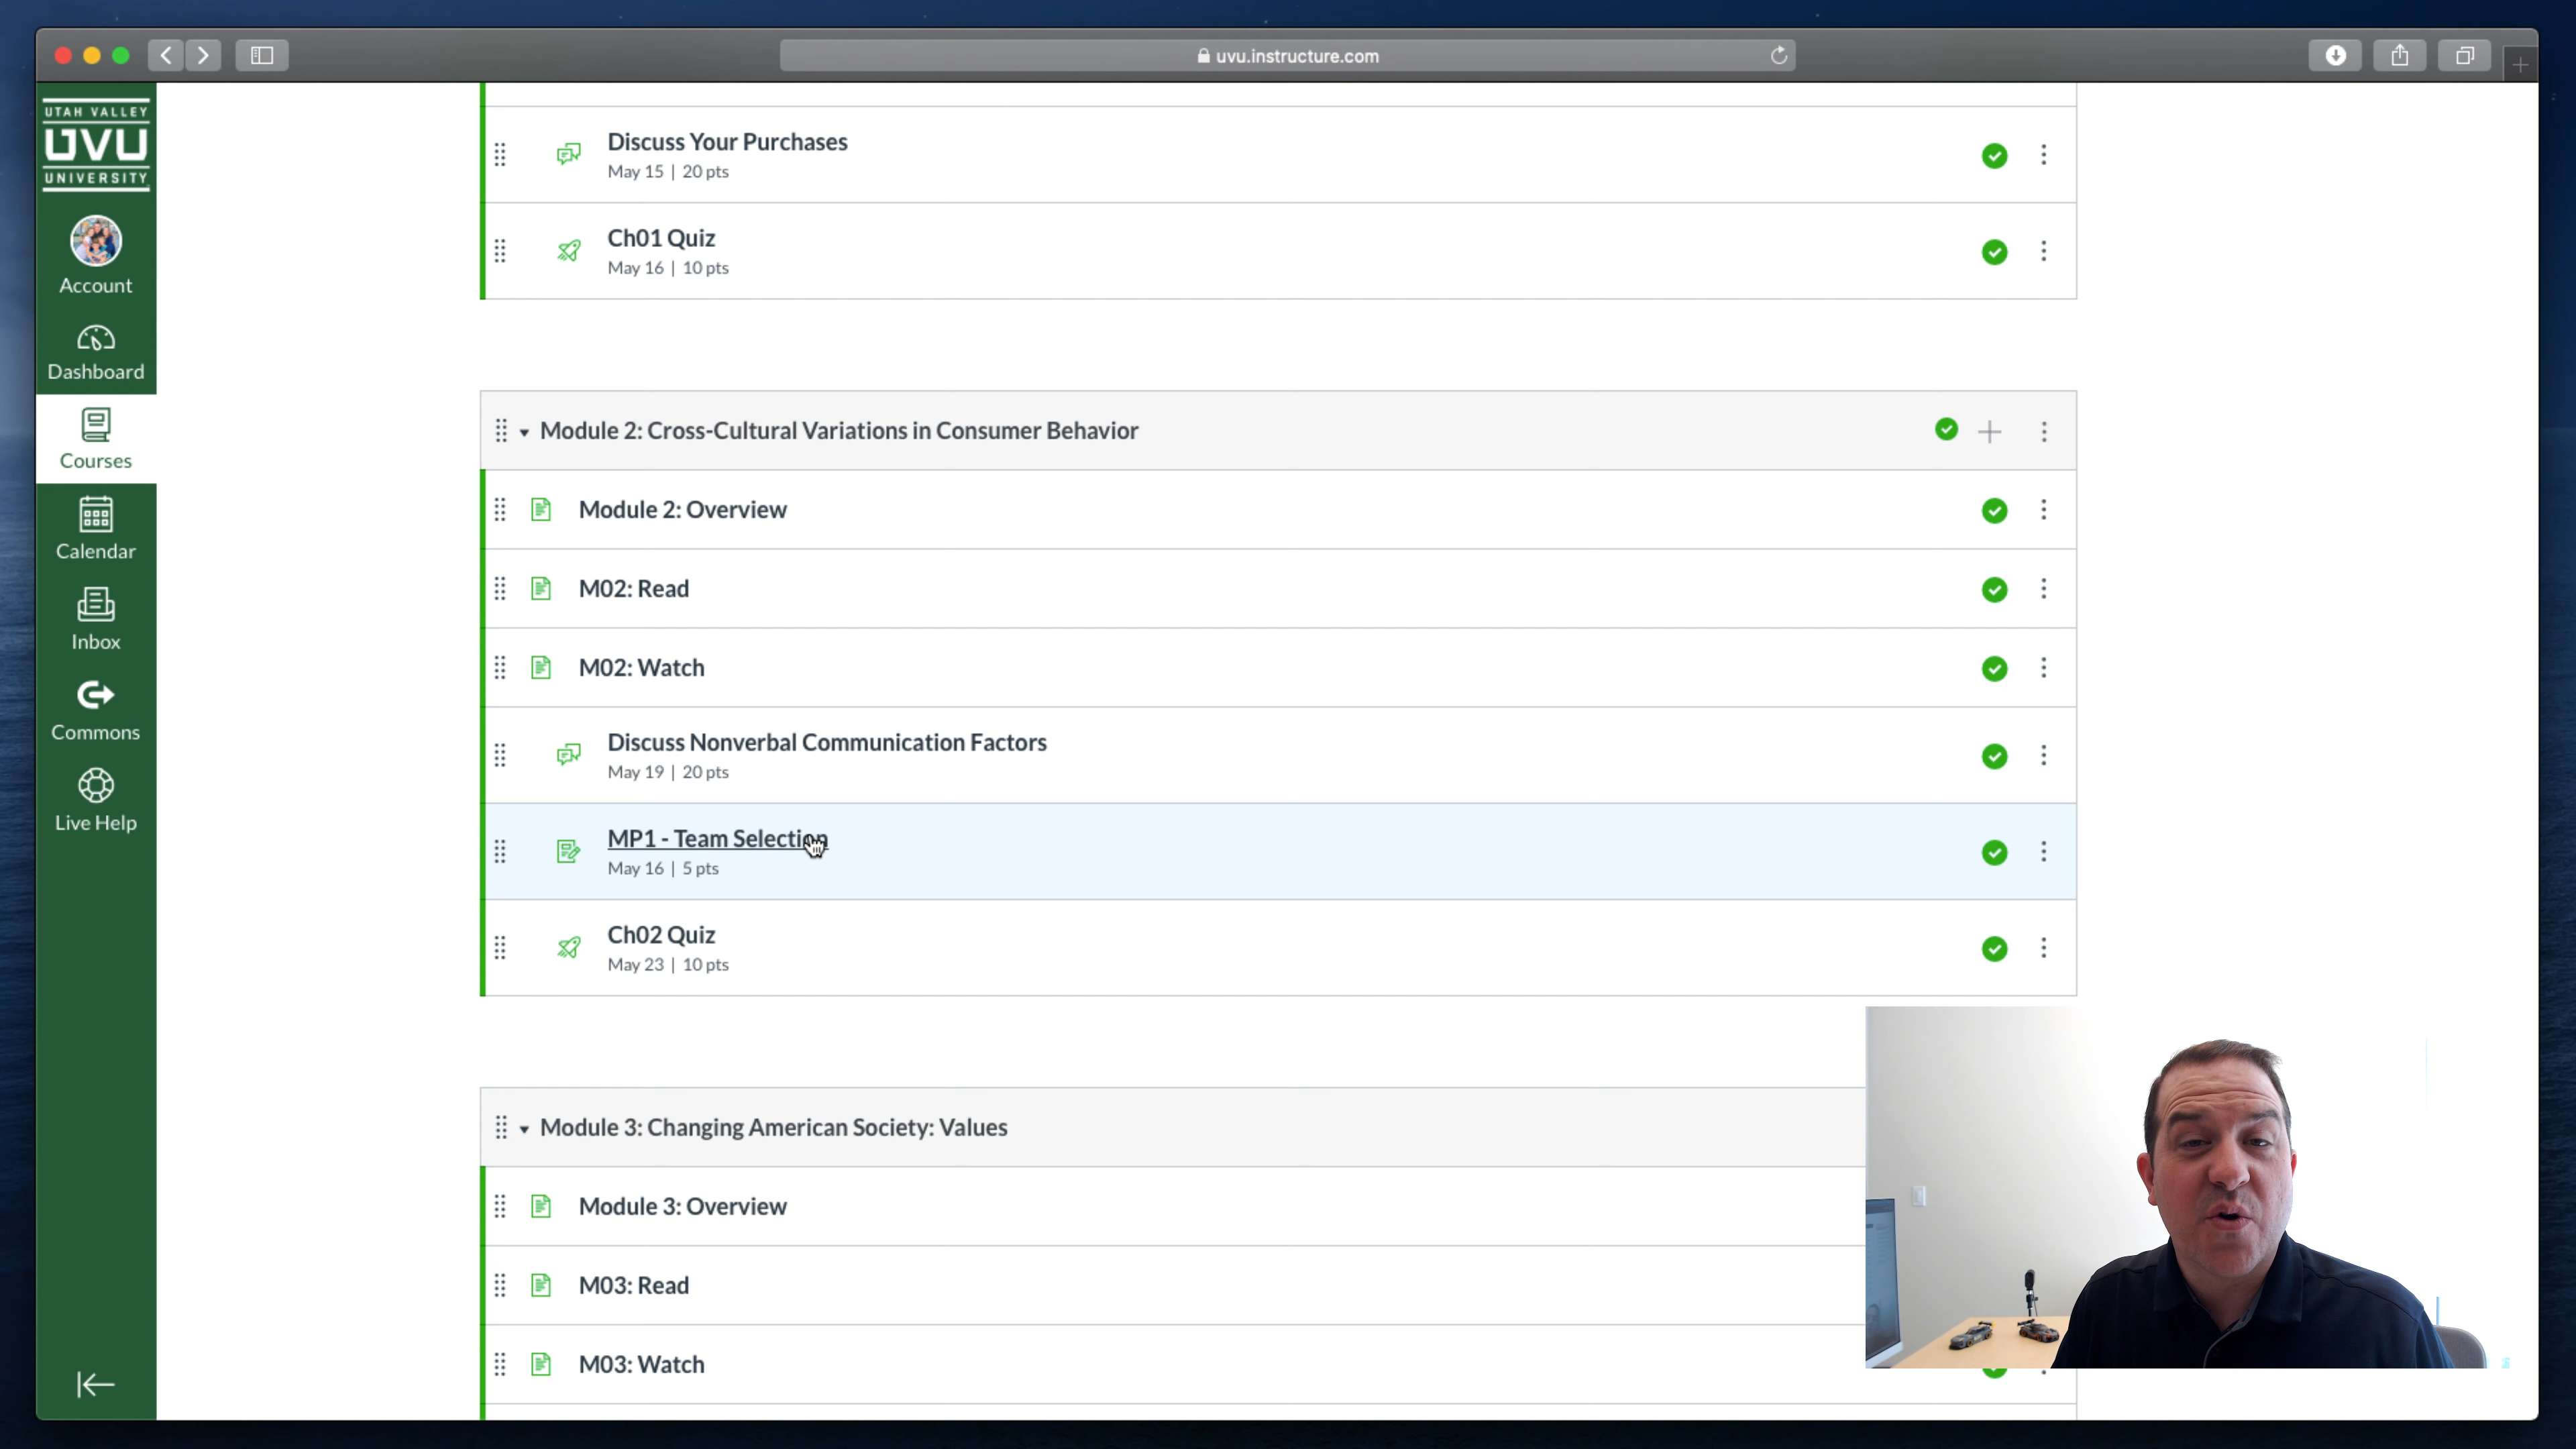 uvu.instructure.com
UTAH VALLEY
UVU
UNIVERSITY
Account
Dashboard
Courses
Calendar
Inbox
Commons
Live Help
Discuss Your Purchases
May 15 | 20 pts
Ch01 Quiz
May 16 | 10 pts
Module 2: Cross-Cultural Variations in Consumer Behavior
Module 2: Overview
M02: Read
M02: Watch
Discuss Nonverbal Communication Factors
May 19 | 20 pts
MP1 - Team Selection
May 16 | 5 pts
Ch02 Quiz
May 23 | 10 pts
Module 3: Changing American Society: Values
Module 3: Overview
M03: Read
M03: Watch